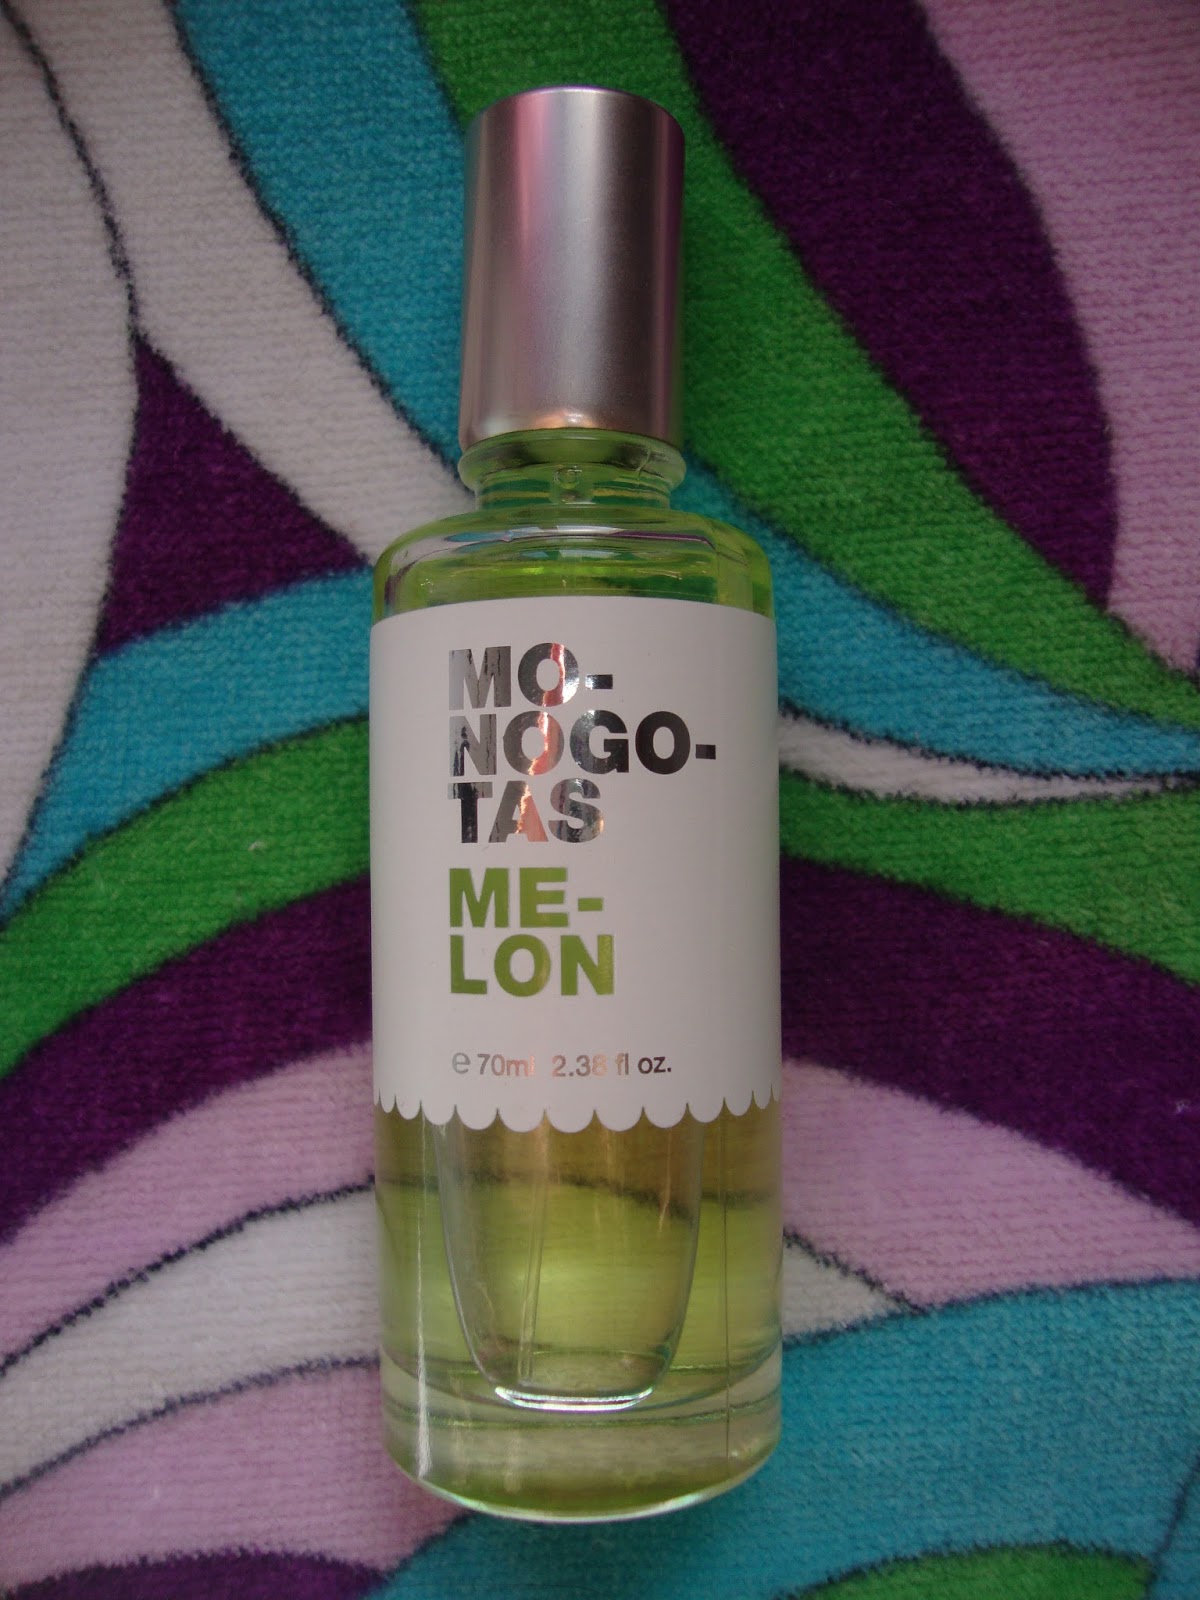 MO-
NOGO-
TAS
ME-
LON
e 70ml 2.38 fl oz.